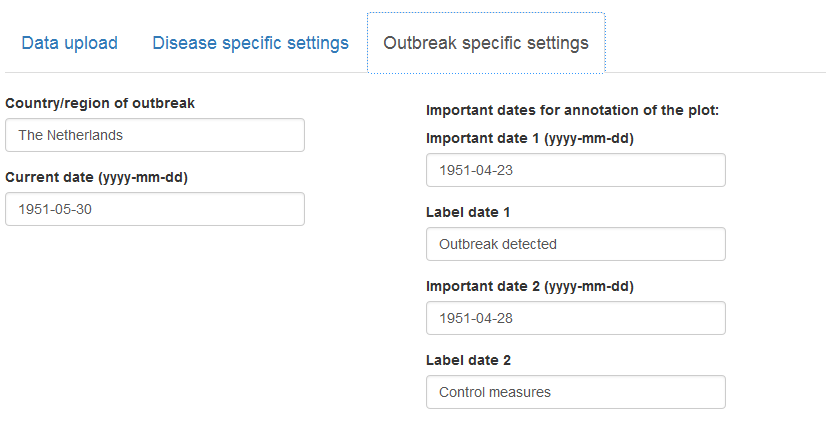 Data upload
Disease specific settings
Outbreak specific settings
Country/region of outbreak
The Netherlands
Current date (yyyy-mm-dd)
1951-05-30
Important dates for annotation of the plot:
Important date 1 (yyyy-mm-dd)
1951-04-23
Label date 1
Outbreak detected
Important date 2 (yyyy-mm-dd)
1951-04-28
Label date 2
Control measures